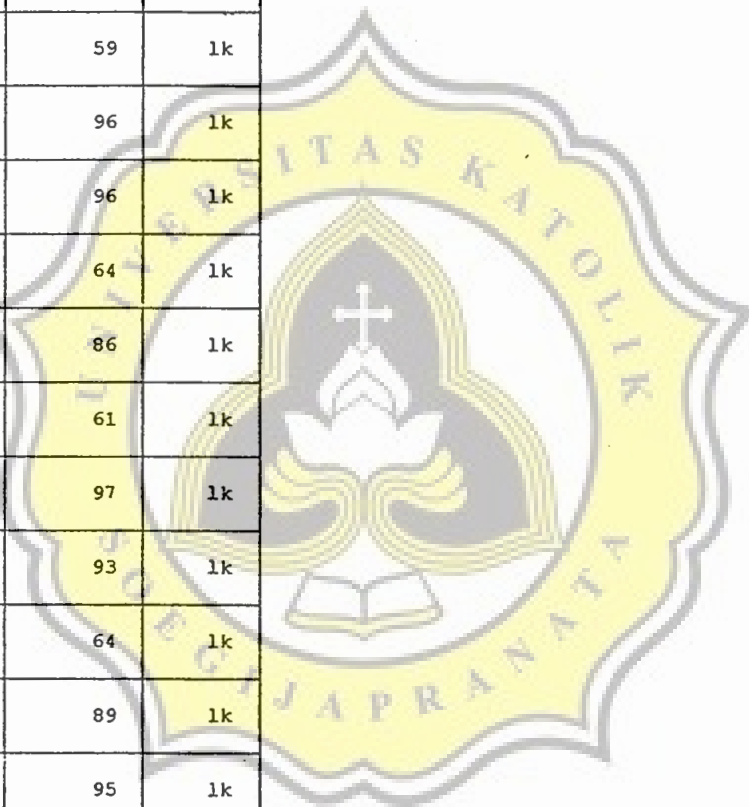 59 lk
96 lk
96 lk
64 lk
86 lk
61 lk
97 lk
93 lk
64 lk
89 lk
95 lk
UNIVERSITAS KATOLIK
SOEGIJAPRANATA